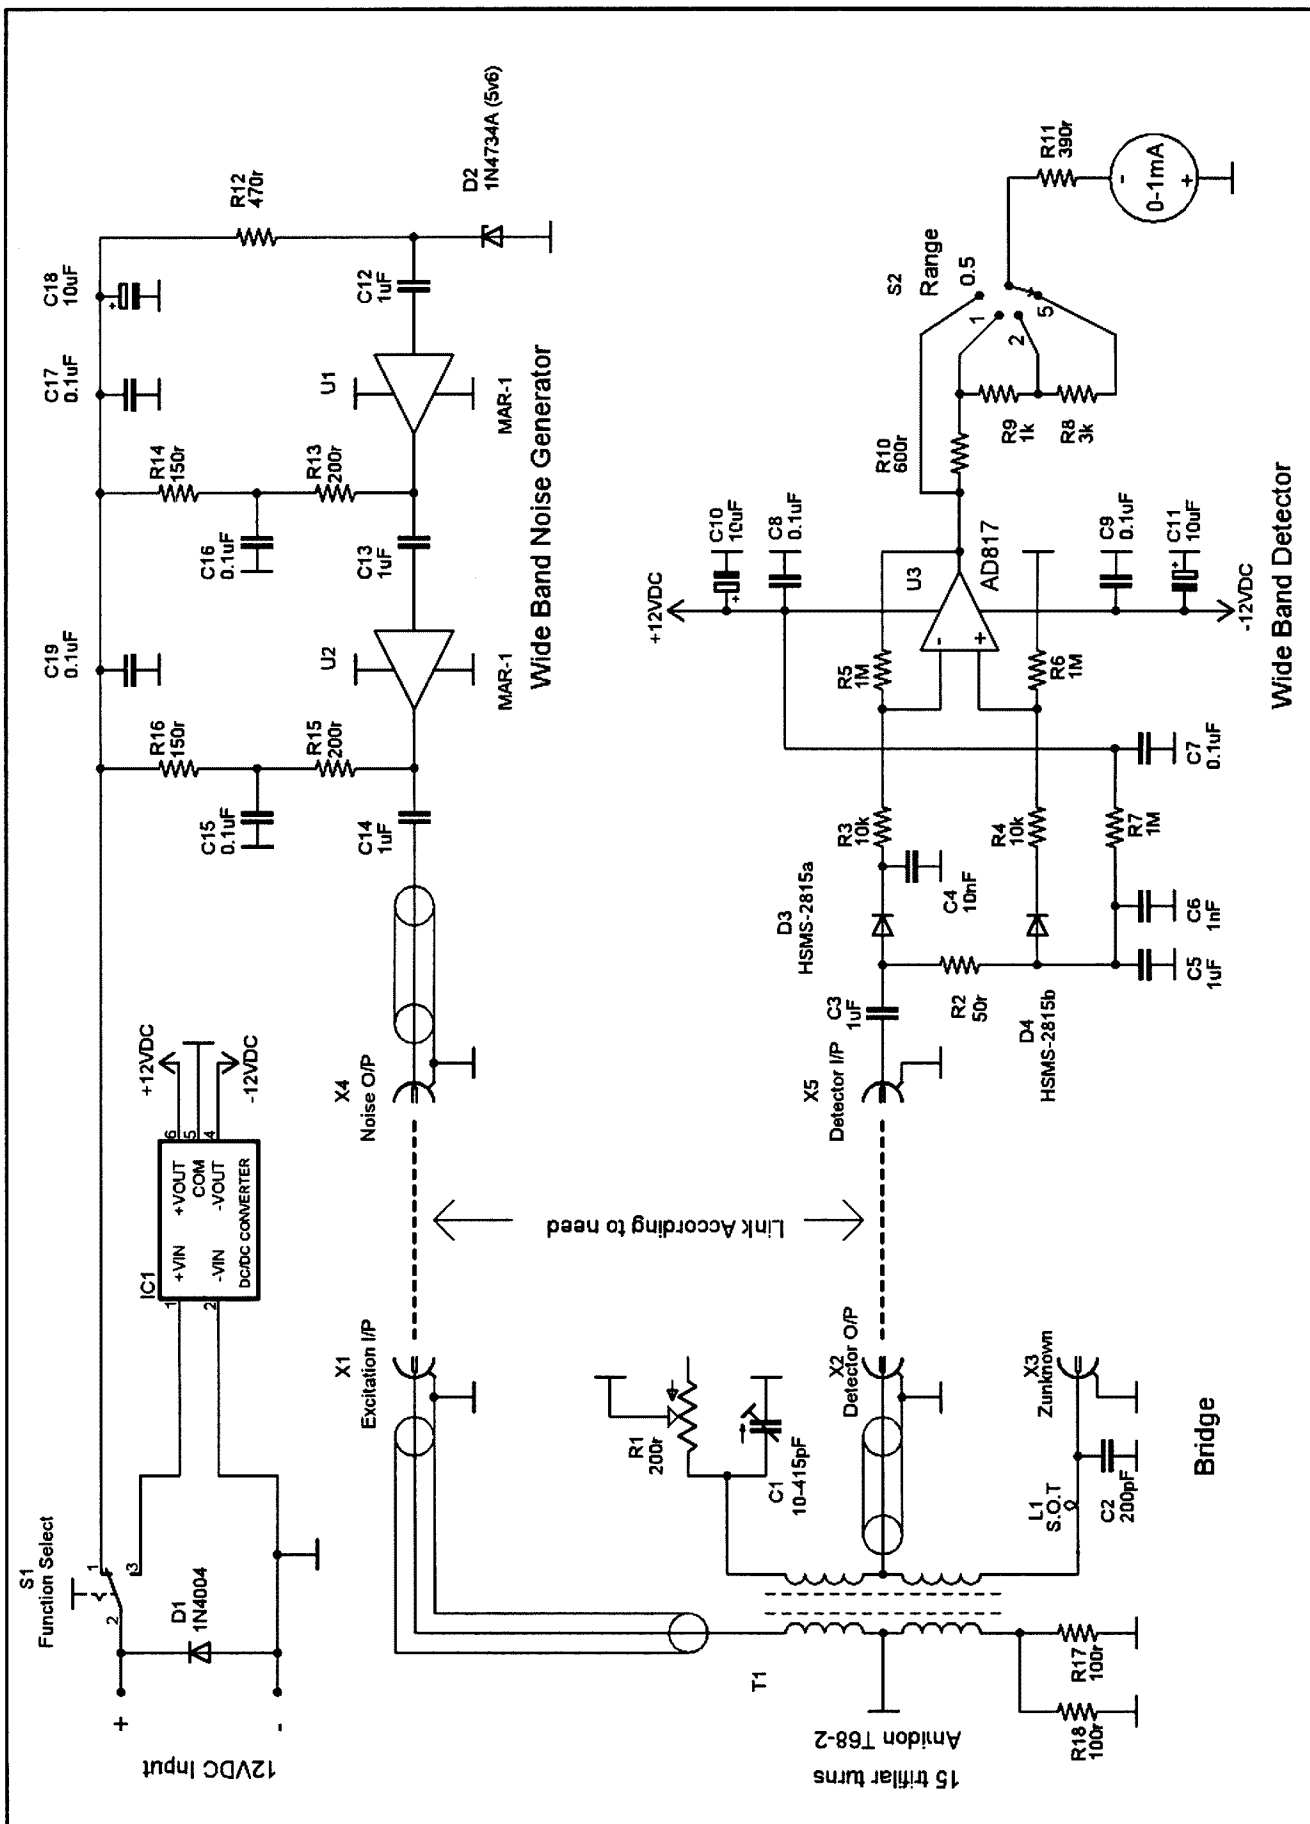 12VDC Input
+
-
S1
Function Select
1
2
3
D1
1N4004
IC1
1
2
+VIN
-VIN
+VOUT
COM
-VOUT
DC/DC CONVERTER
6
5
4
+12VDC
-12VDC
C19
0.1uF
C17
0.1uF
C18
10uF
+
R16
150r
R14
150r
R12
470r
C15
0.1uF
C16
0.1uF
R15
200r
R13
200r
C14
1uF
C13
1uF
C12
1uF
U2
MAR-1
U1
MAR-1
D2
1N4734A (5v6)
Wide Band Noise Generator
X1
Excitation I/P
X4
Noise O/P
Link According to need
R1
200r
C1
10-415pF
X2
Detector O/P
X3
Zunknown
L1
S.O.T
C2
200pF
T1
15 trifilar turns
Amidon T68-2
R18
100r
R17
100r
Bridge
X5
Detector I/P
C3
1uF
D3
HSMS-2815a
R2
50r
D4
HSMS-2815b
C4
10nF
R3
10k
R4
10k
C5
1uF
C6
1nF
R7
1M
C7
0.1uF
R5
1M
R6
1M
U3
AD817
-
+
+12VDC
-12VDC
C10
10uF
+
C8
0.1uF
C9
0.1uF
C11
10uF
+
R10
600r
R9
1k
R8
3k
S2
Range
0.5
1
2
5
R11
390r
-
0-1mA
+
Wide Band Detector